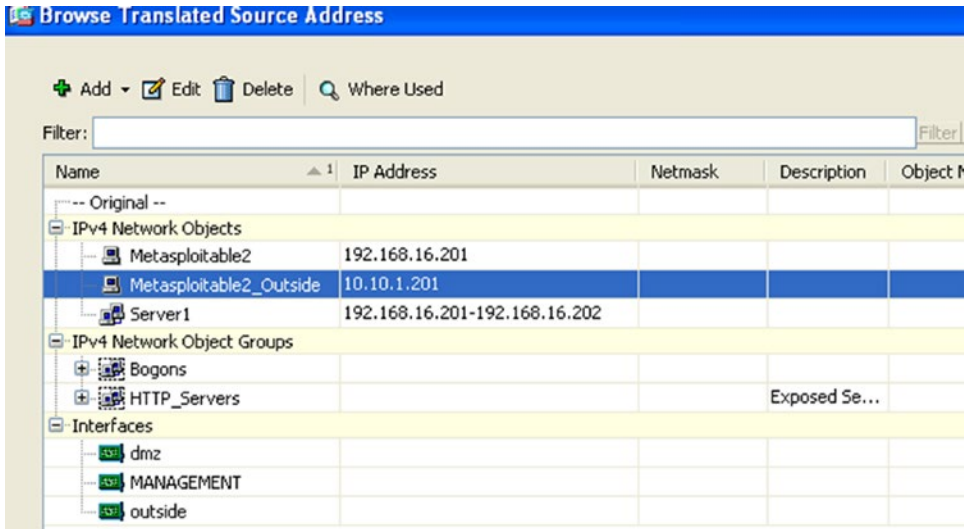 Browse Translated Source Address
Add Edit Delete Where Used
Filter: Filter
Name 1 IP Address Netmask Description Object
-- Original --
IPv4 Network Objects
Metasploitable2 192.168.16.201
Metasploitable2_Outside 10.10.1.201
Server1 192.168.16.201-192.168.16.202
IPv4 Network Object Groups
Bogons
HTTP_Servers Exposed Se...
Interfaces
dmz
MANAGEMENT
outside